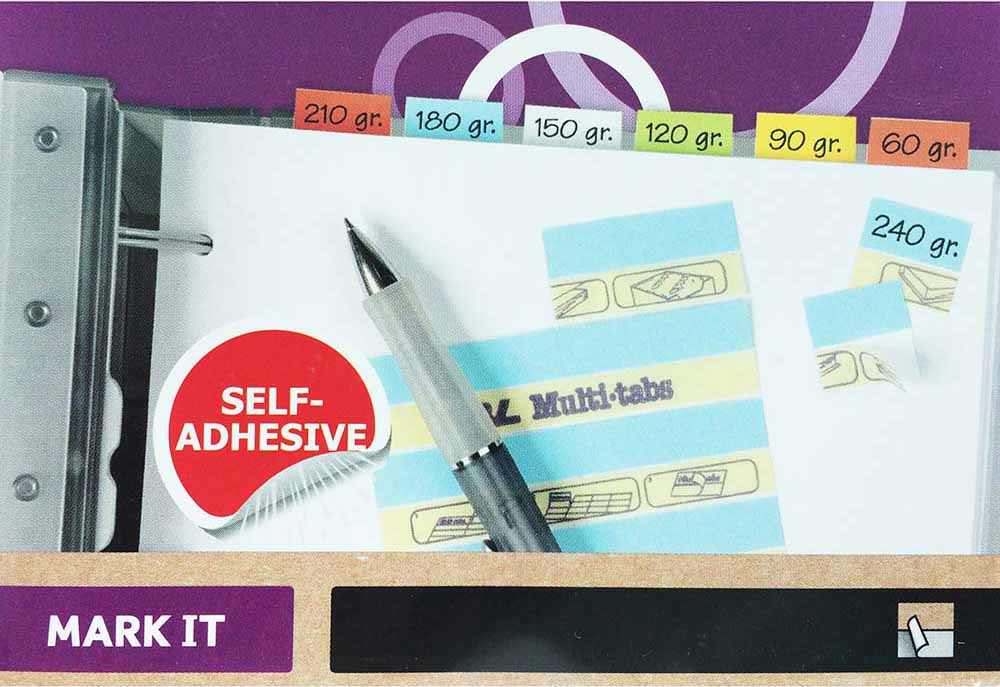 210 gr.
180 gr.
150 gr.
120 gr.
90 gr.
60 gr.
240 gr.
SELF-
ADHESIVE
Multi·tabs
MARK IT